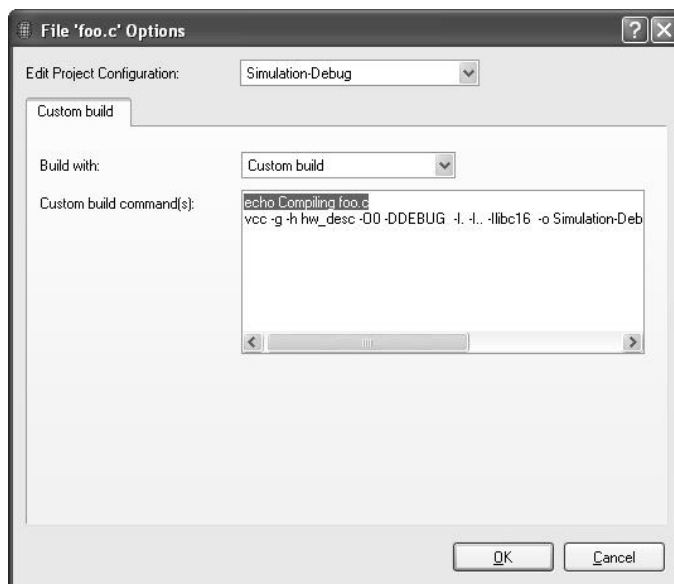 File 'foo.c' Options
Edit Project Configuration: Simulation-Debug
Custom build
Build with: Custom build
Custom build command(s): echo Compiling foo.c
vcc -g -h hw_desc -O0 -DDEBUG -I. -I.. -llibc16 -o Simulation-Deb
OK Cancel